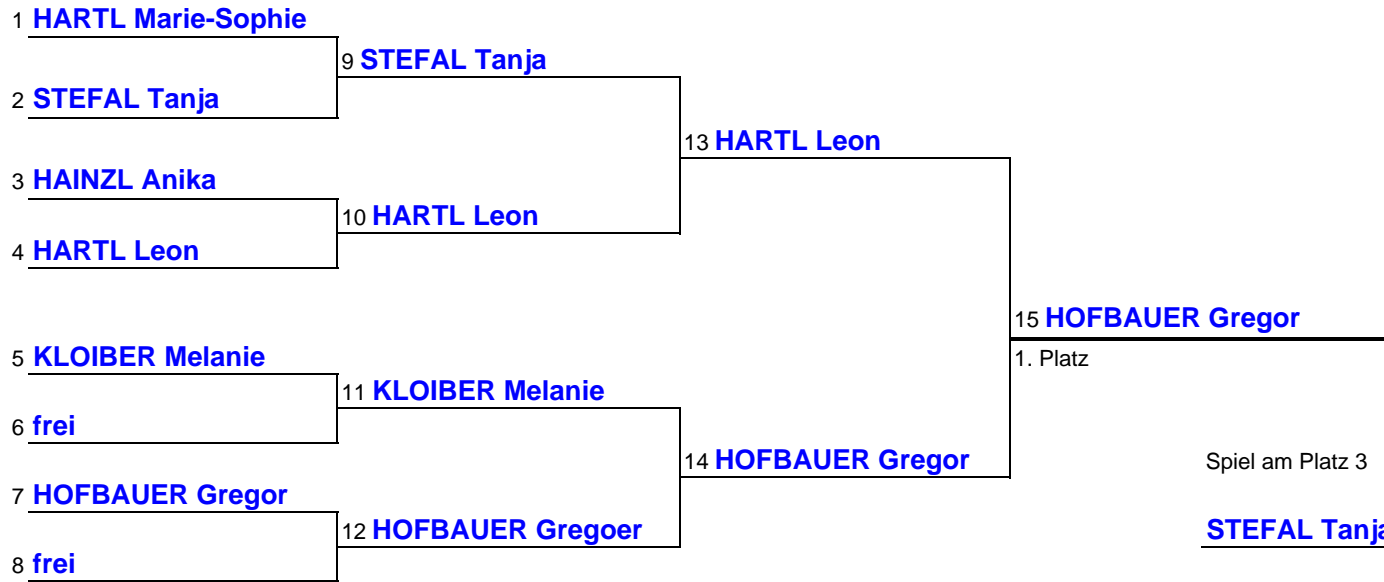 1 HARTL Marie-Sophie
9 STEFAL Tanja
2 STEFAL Tanja
13 HARTL Leon
3 HAINZL Anika
10 HARTL Leon
4 HARTL Leon
15 HOFBAUER Gregor
1. Platz
5 KLOIBER Melanie
11 KLOIBER Melanie
6 frei
14 HOFBAUER Gregor
Spiel am Platz 3
7 HOFBAUER Gregor
12 HOFBAUER Gregoer
STEFAL Tanja
8 frei